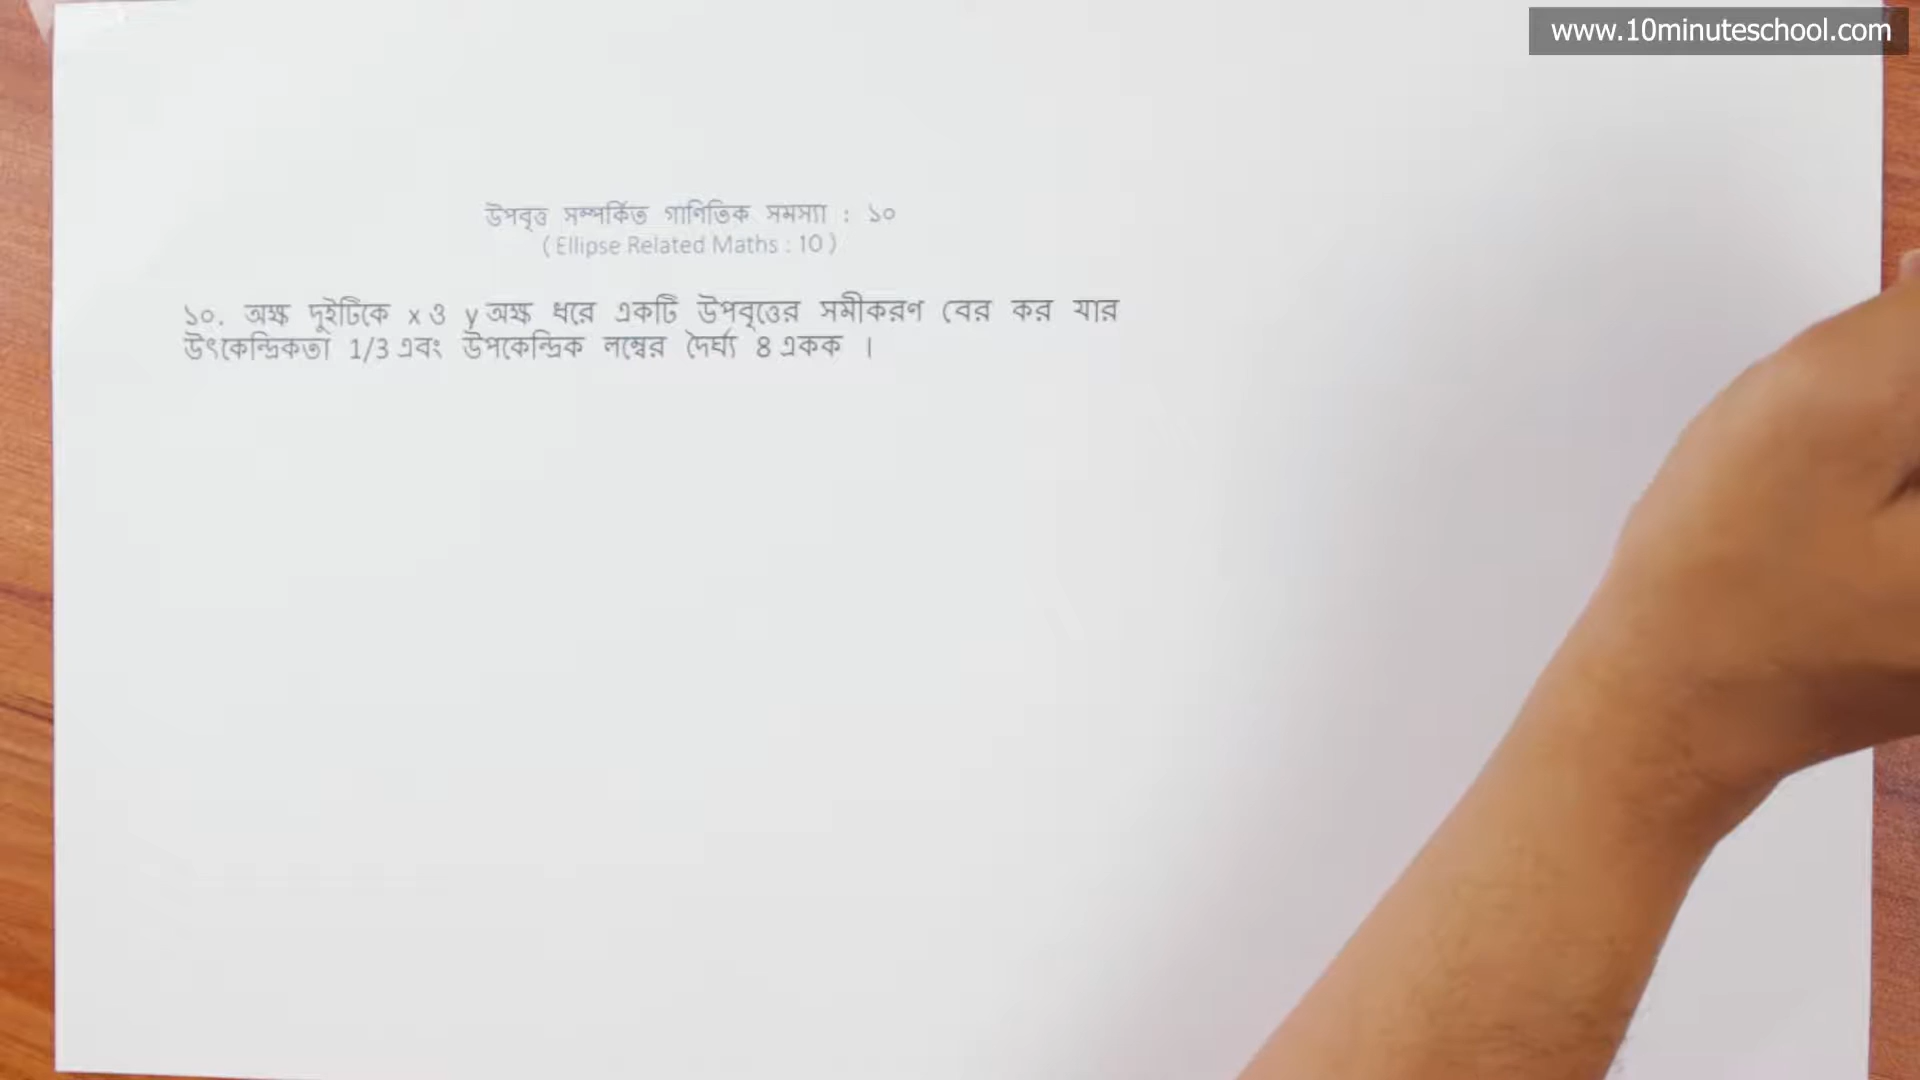 www.10minuteschool.com
উপবৃত্ত সম্পর্কিত গাণিতিক সমস্যা : ১০
( Ellipse Related Maths : 10 )
১০. অক্ষ দুইটিকে x ও y অক্ষ ধরে একটি উপবৃত্তের সমীকরণ বের কর যার
উৎকেন্দ্রিকতা 1/3 এবং উপকেন্দ্রিক লম্বের দৈর্ঘ্য 8 একক ।